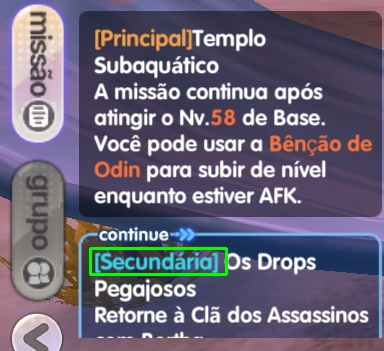 missão
grupo
[Principal]Templo
Subaquático
A missão continua após
atingir o Nv.58 de Base.
Você pode usar a Bênção de
Odin para subir de nível
enquanto estiver AFK.
continue
[Secundária] Os Drops
Pegajosos
Retorne à Clã dos Assassinos
com